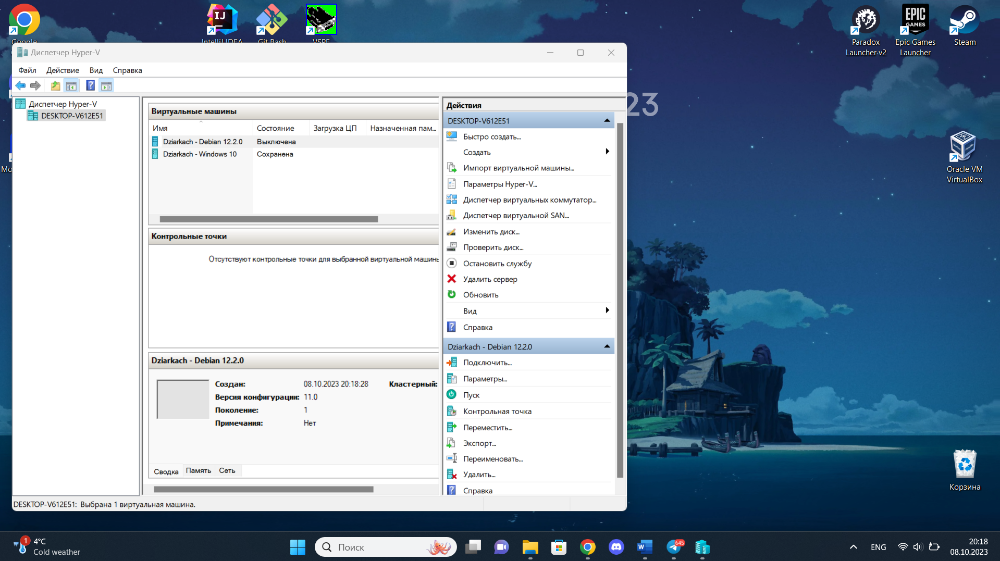 Google
IntelliJ IDEA
Git Bash
VSPE
Paradox
Launcher v2
EPIC
GAMES
Epic Games
Launcher
Steam
Диспетчер Hyper-V
Файл
Действие
Вид
Справка
23
Диспетчер Hyper-V
DESKTOP-V612E51
Виртуальные машины
Имя
Состояние
Загрузка ЦП
Назначенная пам...
Dziarkach - Debian 12.2.0
Выключена
Dziarkach - Windows 10
Сохранена
Контрольные точки
Отсутствуют контрольные точки для выбранной виртуальной машины
Dziarkach - Debian 12.2.0
Создан:
08.10.2023 20:18:28
Кластерный:
Версия конфигурации:
11.0
Поколение:
1
Примечания:
Нет
Сводка
Память
Сеть
Действия
DESKTOP-V612E51
Быстро создать...
Создать
Импорт виртуальной машины...
Параметры Hyper-V...
Диспетчер виртуальных коммутатор...
Диспетчер виртуальной SAN...
Изменить диск...
Проверить диск...
Остановить службу
Удалить сервер
Обновить
Вид
Справка
Dziarkach - Debian 12.2.0
Подключить...
Параметры...
Пуск
Контрольная точка
Переместить...
Экспорт...
Переименовать...
Удалить...
Справка
DESKTOP-V612E51: Выбрана 1 виртуальная машина.
Mo
Oracle VM
VirtualBox
Корзина
1
4°C
Cold weather
Поиск
645
ENG
20:18
08.10.2023